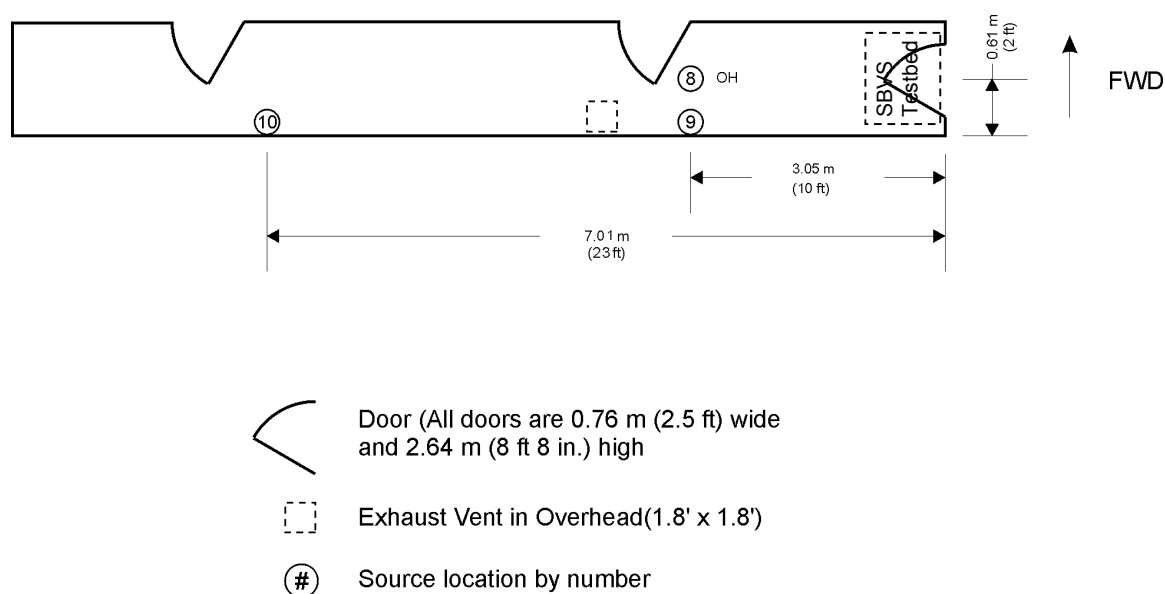 0.61 m
(2 ft)
FWD
SBVS
Testbed
8 OH
10
9
3.05 m
(10 ft)
7.01 m
(23 ft)
Door (All doors are 0.76 m (2.5 ft) wide
and 2.64 m (8 ft 8 in.) high
Exhaust Vent in Overhead(1.8' x 1.8')
# Source location by number